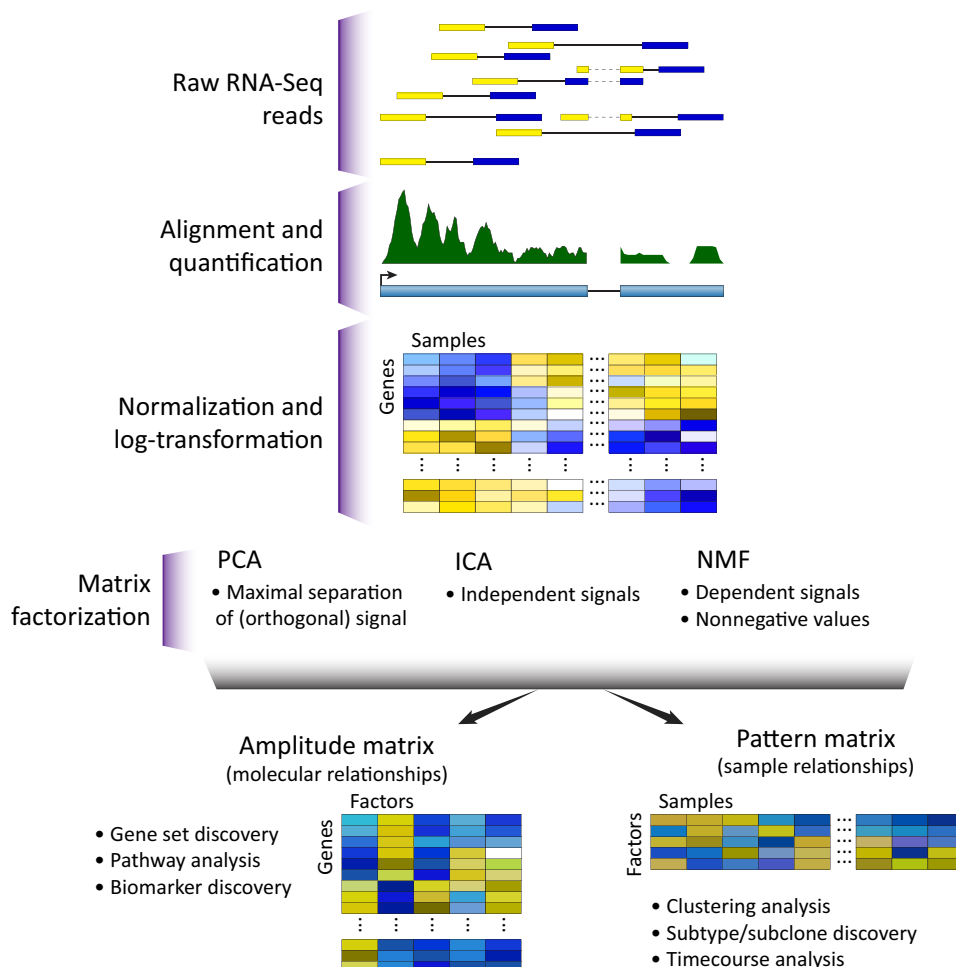 Raw RNA-Seq
reads
Alignment and
quantification
Normalization and
log-transformation
Samples
Genes
Matrix
factorization
PCA
• Maximal separation
of (orthogonal) signal
ICA
• Independent signals
NMF
• Dependent signals
• Nonnegative values
Amplitude matrix
(molecular relationships)
Factors
Genes
• Gene set discovery
• Pathway analysis
• Biomarker discovery
Pattern matrix
(sample relationships)
Samples
Factors
• Clustering analysis
• Subtype/subclone discovery
• Timecourse analysis